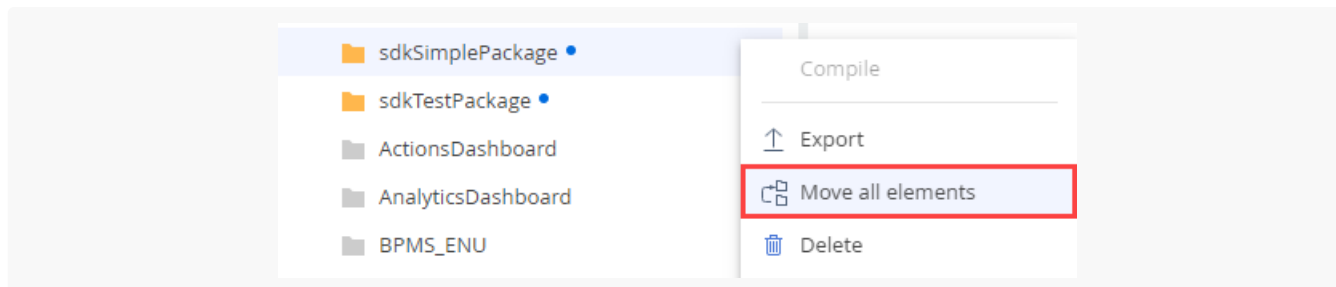 sdkSimplePackage
sdkTestPackage
ActionsDashboard
AnalyticsDashboard
BPMS_ENU
Compile
Export
Move all elements
Delete